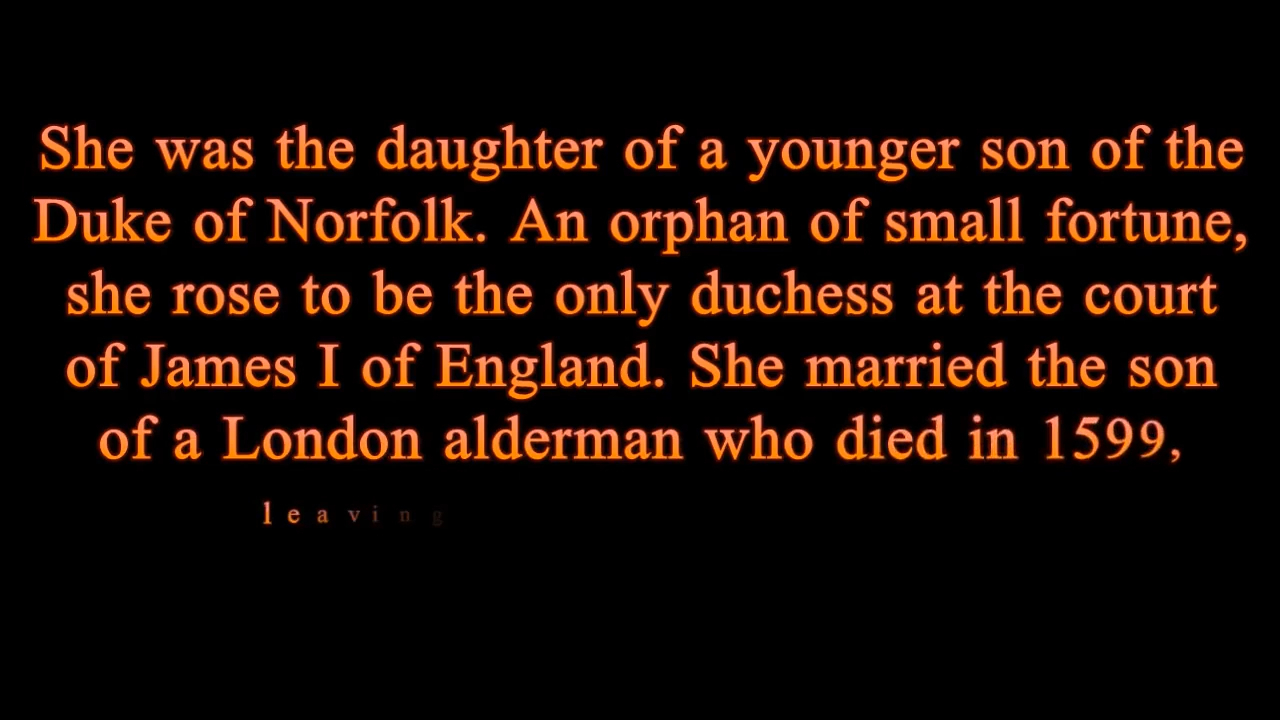 She was the daughter of a younger son of the
Duke of Norfolk. An orphan of small fortune,
she rose to be the only duchess at the court
of James I of England. She married the son
of a London alderman who died in 1599,
leaving